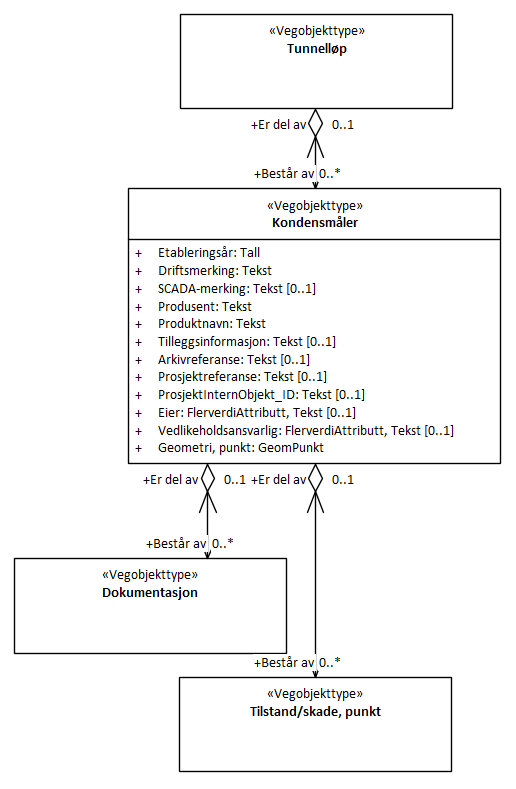 «Vegobjekttype»
Tunnelløp
+Er del av 0..1
+Består av 0..*
«Vegobjekttype»
Kondensmåler
+ Etableringsår: Tall
+ Driftsmerking: Tekst
+ SCADA-merking: Tekst [0..1]
+ Produsent: Tekst
+ Produktnavn: Tekst
+ Tilleggsinformasjon: Tekst [0..1]
+ Arkivreferanse: Tekst [0..1]
+ Prosjektreferanse: Tekst [0..1]
+ ProsjektInternObjekt_ID: Tekst [0..1]
+ Eier: FlerverdiAttributt, Tekst [0..1]
+ Vedlikeholdsansvarlig: FlerverdiAttributt, Tekst [0..1]
+ Geometri, punkt: GeomPunkt
+Er del av 0..1 +Er del av 0..1
+Består av 0..*
«Vegobjekttype»
Dokumentasjon
+Består av 0..*
«Vegobjekttype»
Tilstand/skade, punkt